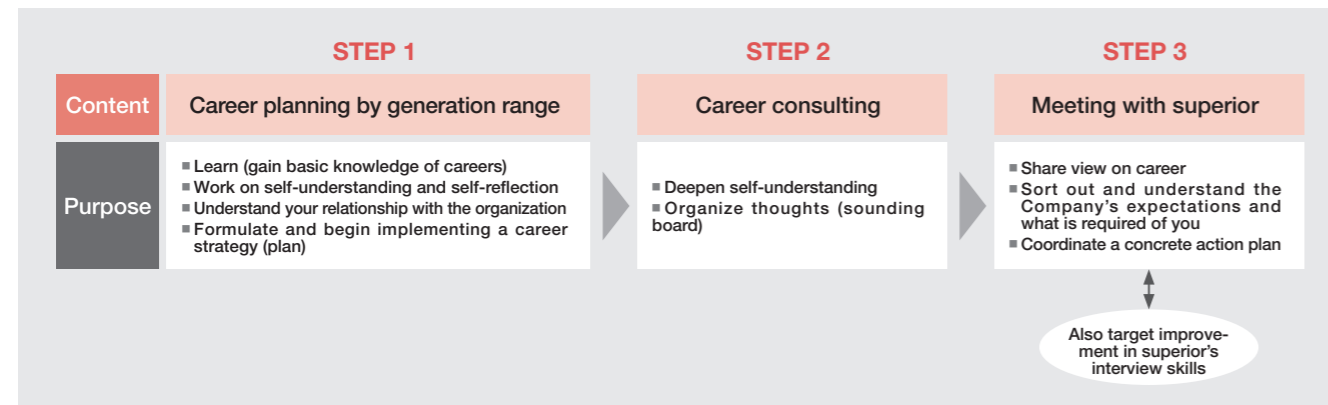 STEP 1
STEP 2
STEP 3
Content
Career planning by generation range
Career consulting
Meeting with superior
Purpose
■ Learn (gain basic knowledge of careers)
■ Work on self-understanding and self-reflection
■ Understand your relationship with the organization
■ Formulate and begin implementing a career
strategy (plan)
■ Deepen self-understanding
■ Organize thoughts (sounding
board)
■ Share view on career
■ Sort out and understand the
Company’s expectations and
what is required of you
■ Coordinate a concrete action plan
Also target improve-
ment in superior’s
interview skills